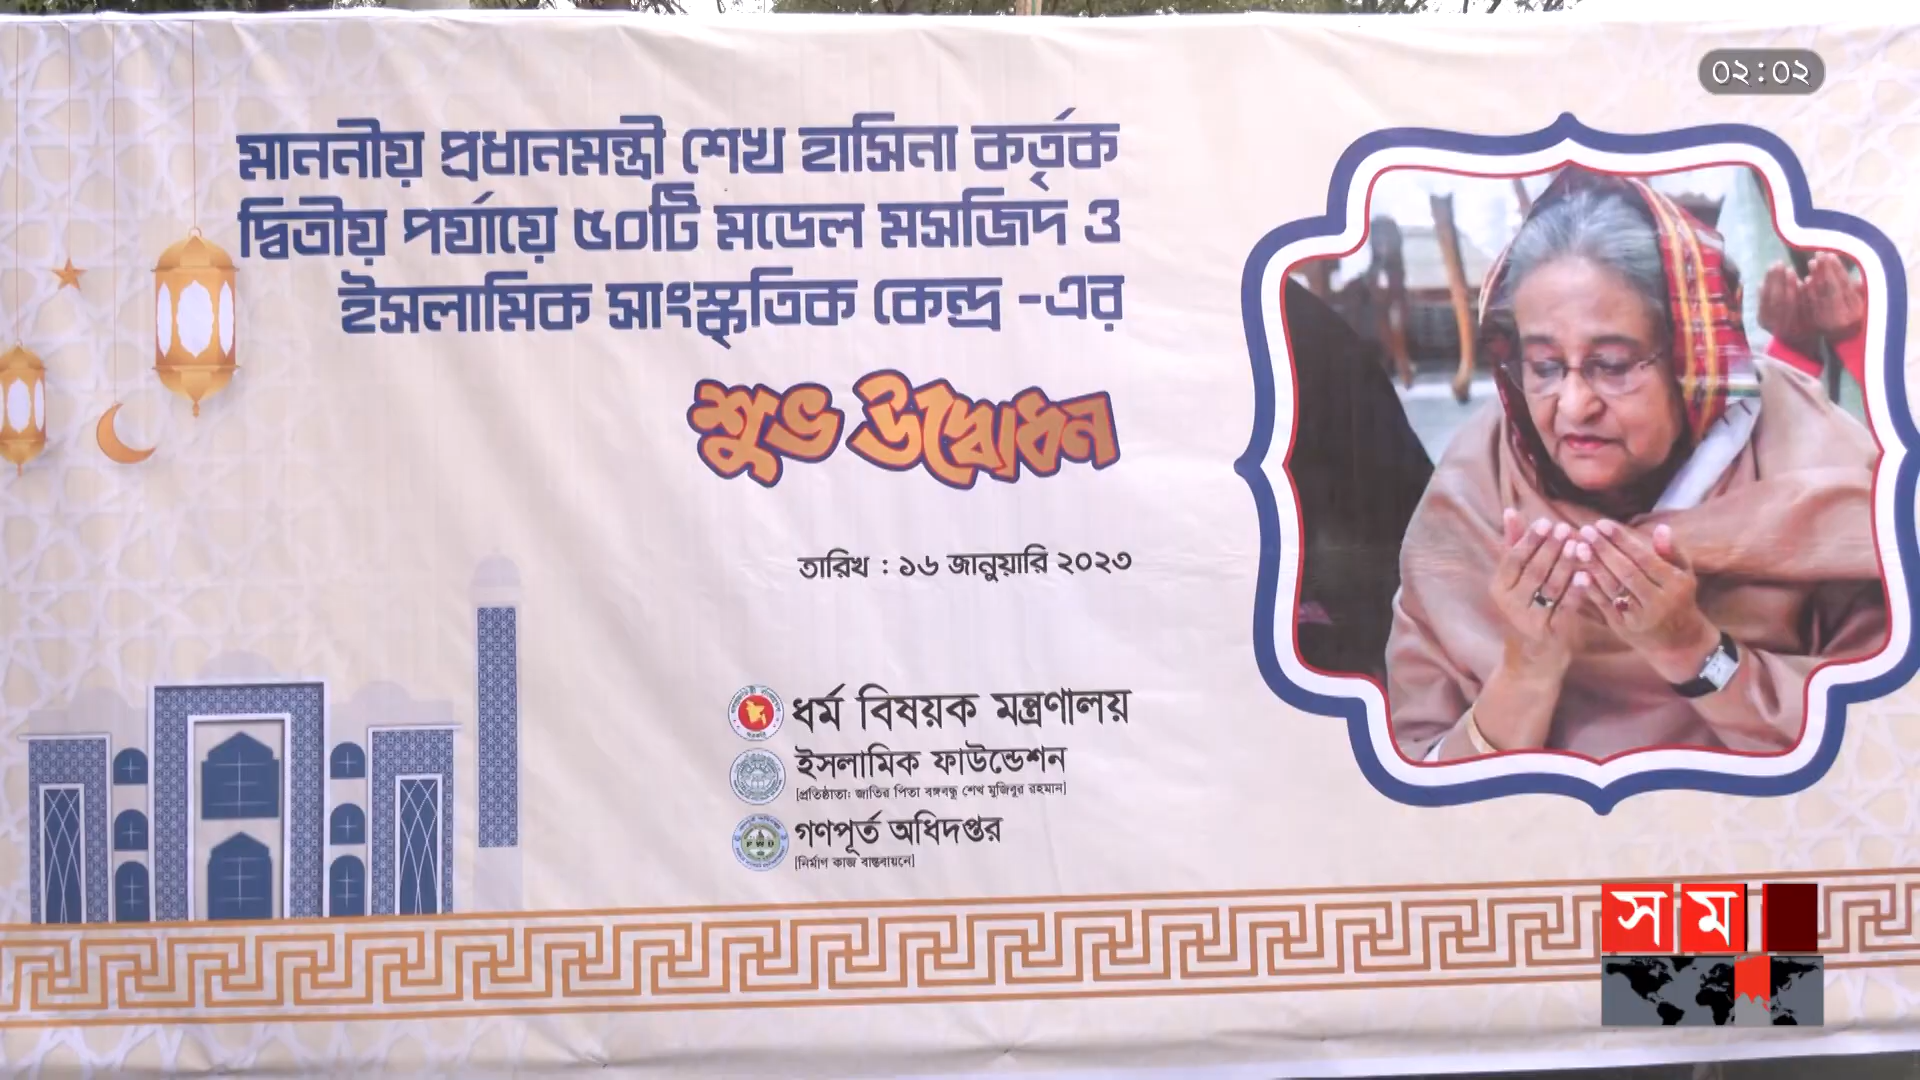 ০২:০২
মাননীয় প্রধানমন্ত্রী শেখ হাসিনা কর্তৃক
দ্বিতীয় পর্যায়ে ৫০টি মডেল মসজিদ ও
ইসলামিক সাংস্কৃতিক কেন্দ্র -এর
শুভ উদ্বোধন
তারিখ : ১৬ জানুয়ারি ২০২৩
ধর্ম বিষয়ক মন্ত্রণালয়
ইসলামিক ফাউন্ডেশন
[প্রতিষ্ঠাতা: জাতির পিতা বঙ্গবন্ধু শেখ মুজিবুর রহমান]
গণপূর্ত অধিদপ্তর
[নির্মাণ কাজ বাস্তবায়নে]
PWD
সম